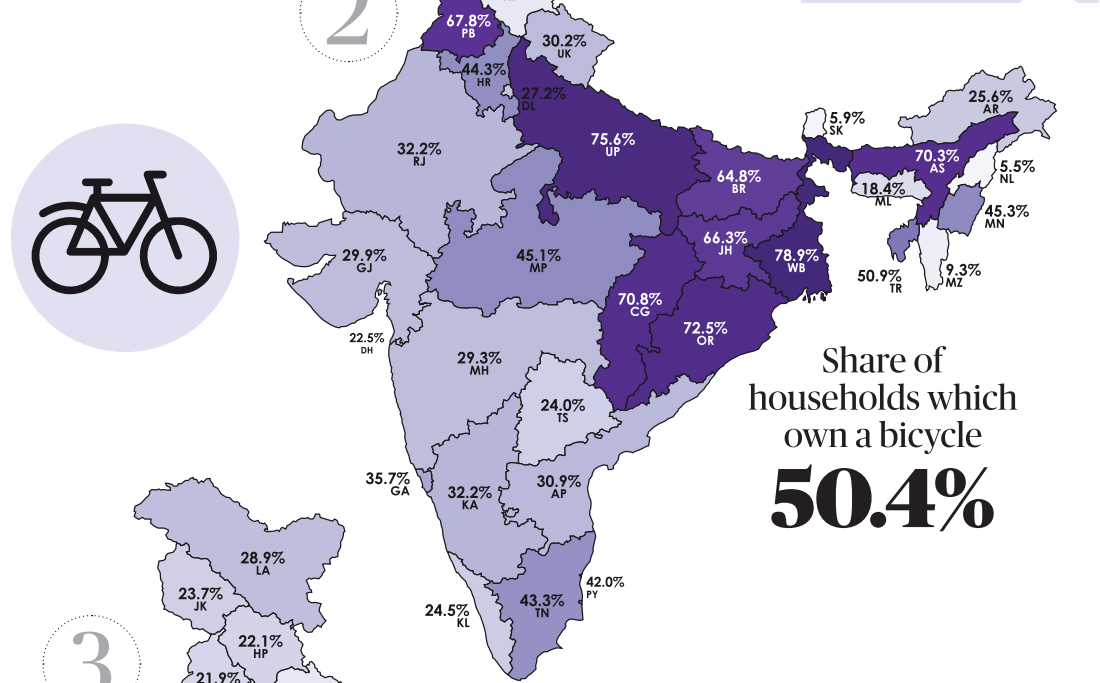 2
67.8%
PB
30.2%
UK
44.3%
HR
27.2%
DL
25.6%
AR
5.9%
SK
32.2%
RJ
75.6%
UP
70.3%
AS
5.5%
NL
64.8%
BR
18.4%
ML
45.3%
MN
29.9%
GJ
45.1%
MP
66.3%
JH
78.9%
WB
50.9%
TR
9.3%
MZ
70.8%
CG
72.5%
OR
22.5%
DH
29.3%
MH
24.0%
TS
Share of
households which
own a bicycle
50.4%
35.7%
GA
32.2%
KA
30.9%
AP
28.9%
LA
23.7%
JK
42.0%
PY
43.3%
TN
24.5%
KL
22.1%
HP
3
21.9%